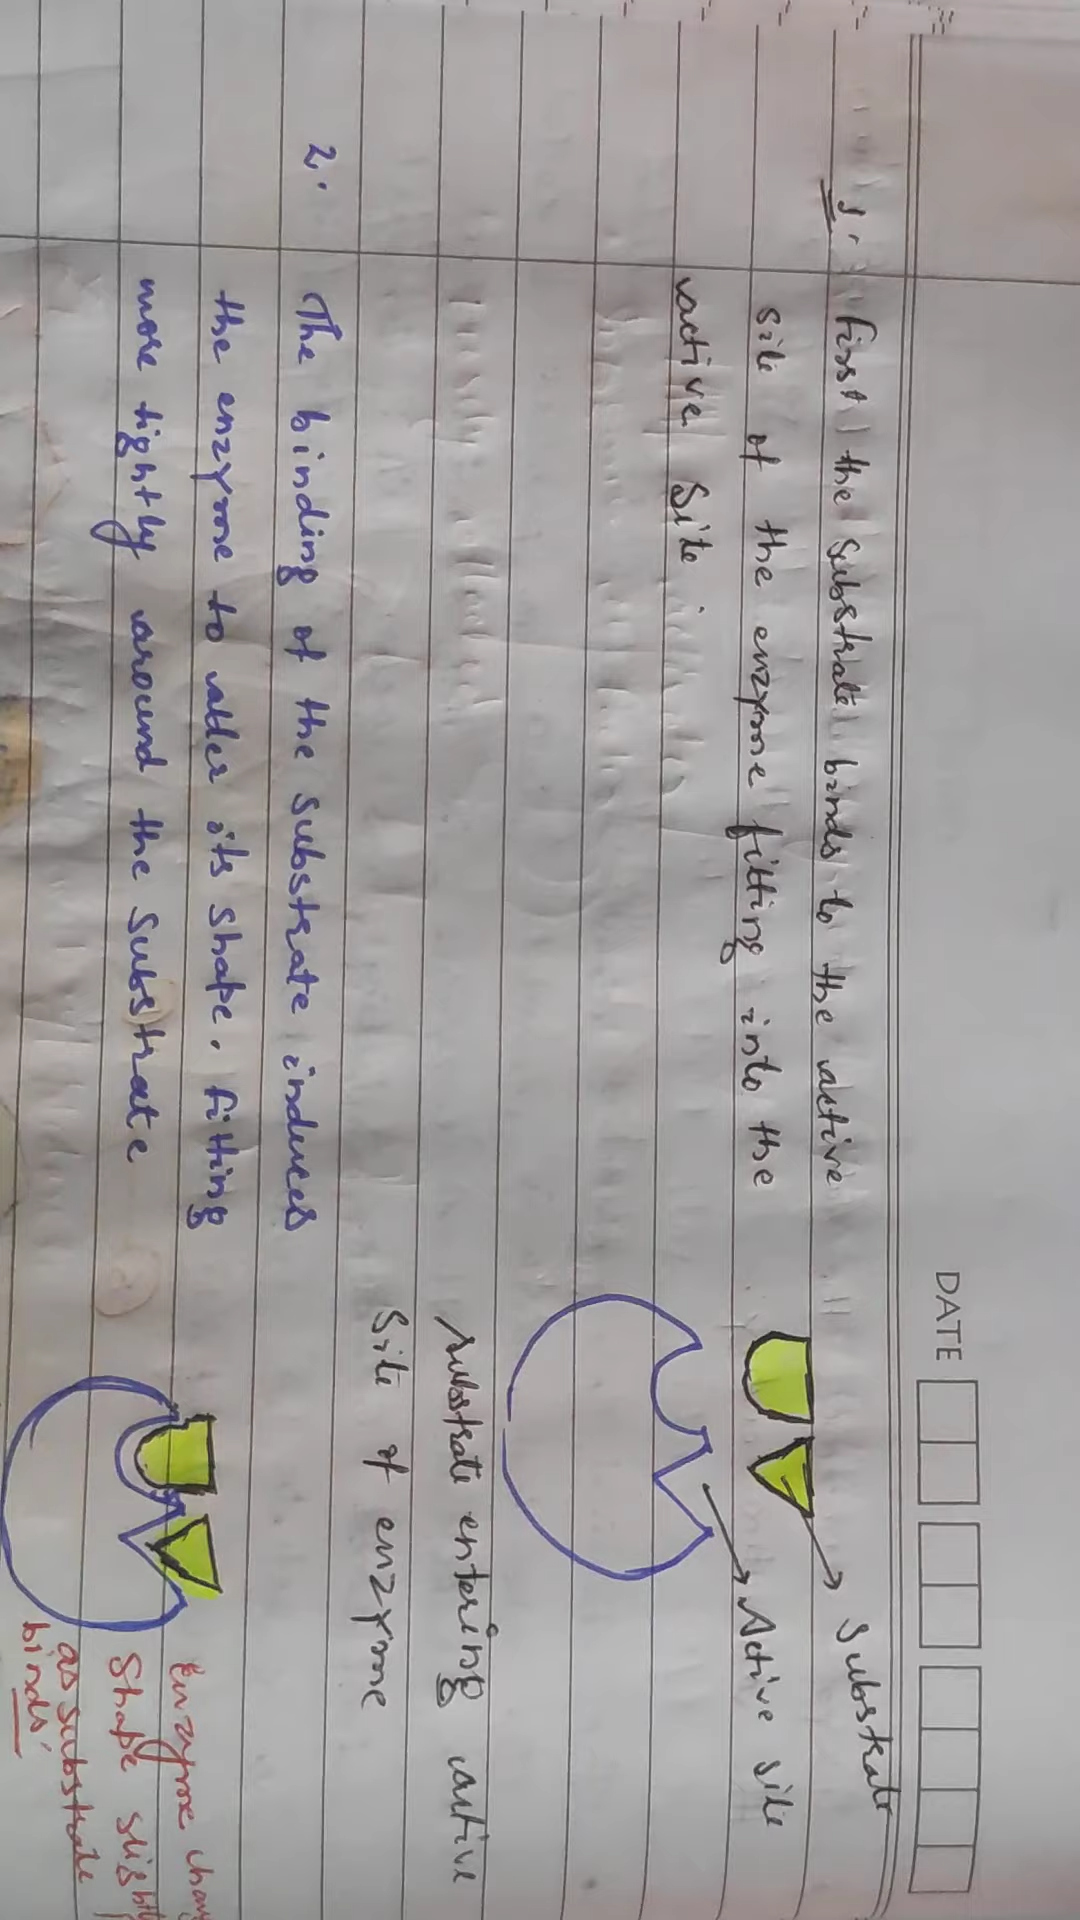 DATE
1. First the substrate binds to the active
site of the enzyme fitting into the
active site
Substrate
Active site
Substrate entering active
site of enzyme
2. The binding of the substrate induces
the enzyme to alter its shape. fitting
more tightly around the substrate
Enzyme
shape
as substrate
binds.